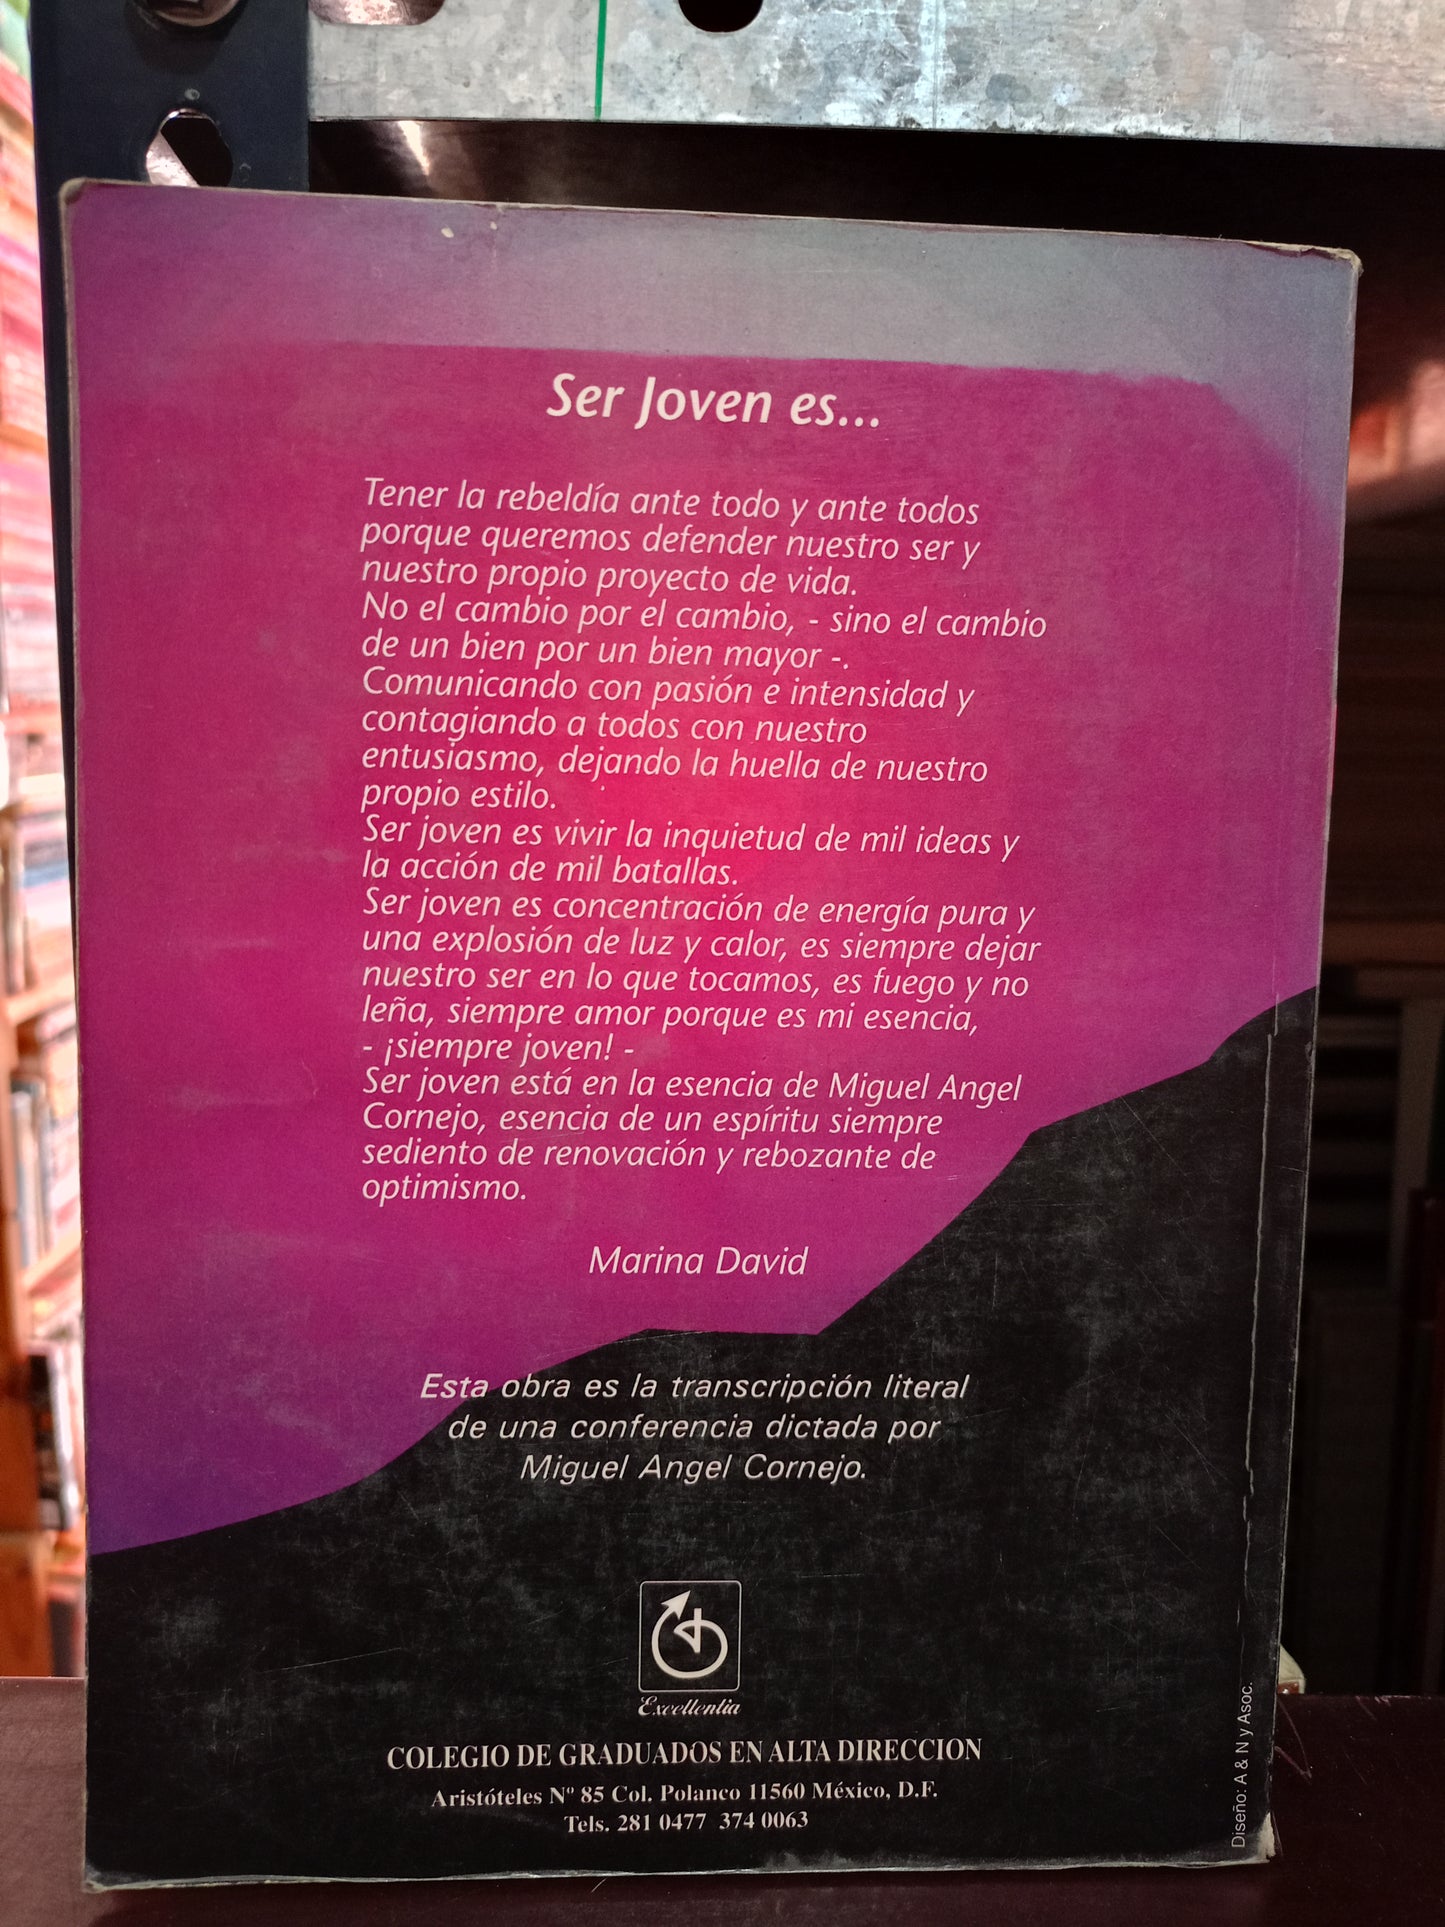 Ser Joven es...
Tener la rebeldía ante todo y ante todos
porque queremos defender nuestro ser y
nuestro propio proyecto de vida.
No el cambio por el cambio, - sino el cambio
de un bien por un bien mayor -.
Comunicando con pasión e intensidad y
contagiando a todos con nuestro
entusiasmo, dejando la huella de nuestro
propio estilo.
Ser joven es vivir la inquietud de mil ideas y
la acción de mil batallas.
Ser joven es concentración de energía pura y
una explosión de luz y calor, es siempre dejar
nuestro ser en lo que tocamos, es fuego y no
leña, siempre amor porque es mi esencia,
- ¡siempre joven! -
Ser joven está en la esencia de Miguel Angel
Cornejo, esencia de un espíritu siempre
sediento de renovación y rebozante de
optimismo.
Marina David
Esta obra es la transcripción literal
de una conferencia dictada por
Miguel Angel Cornejo.
Excellentia
COLEGIO DE GRADUADOS EN ALTA DIRECCION
Aristóteles Nº 85 Col. Polanco 11560 México, D.F.
Tels. 281 0477 374 0063
Diseño: A & N y Asoc.